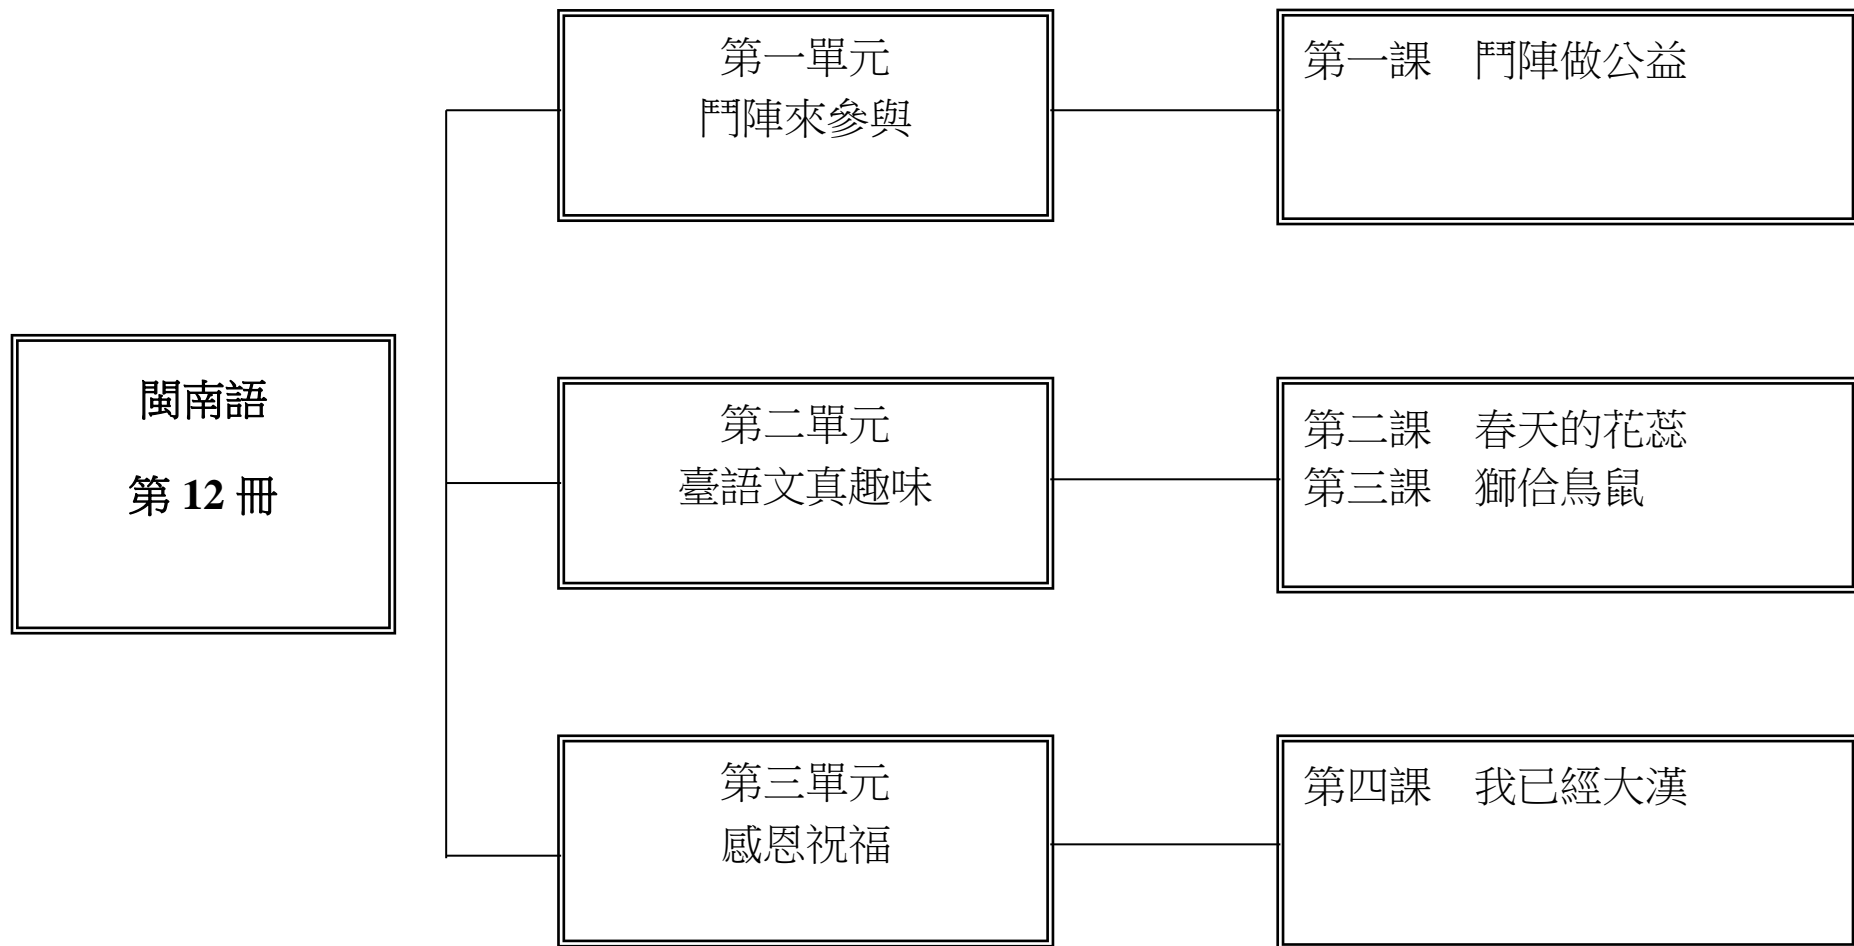 閩南語
第 12 冊
第一單元
鬥陣來參與
第一課　鬥陣做公益
第二單元
臺語文真趣味
第二課　春天的花蕊
第三課　獅佮鳥鼠
第三單元
感恩祝福
第四課　我已經大漢